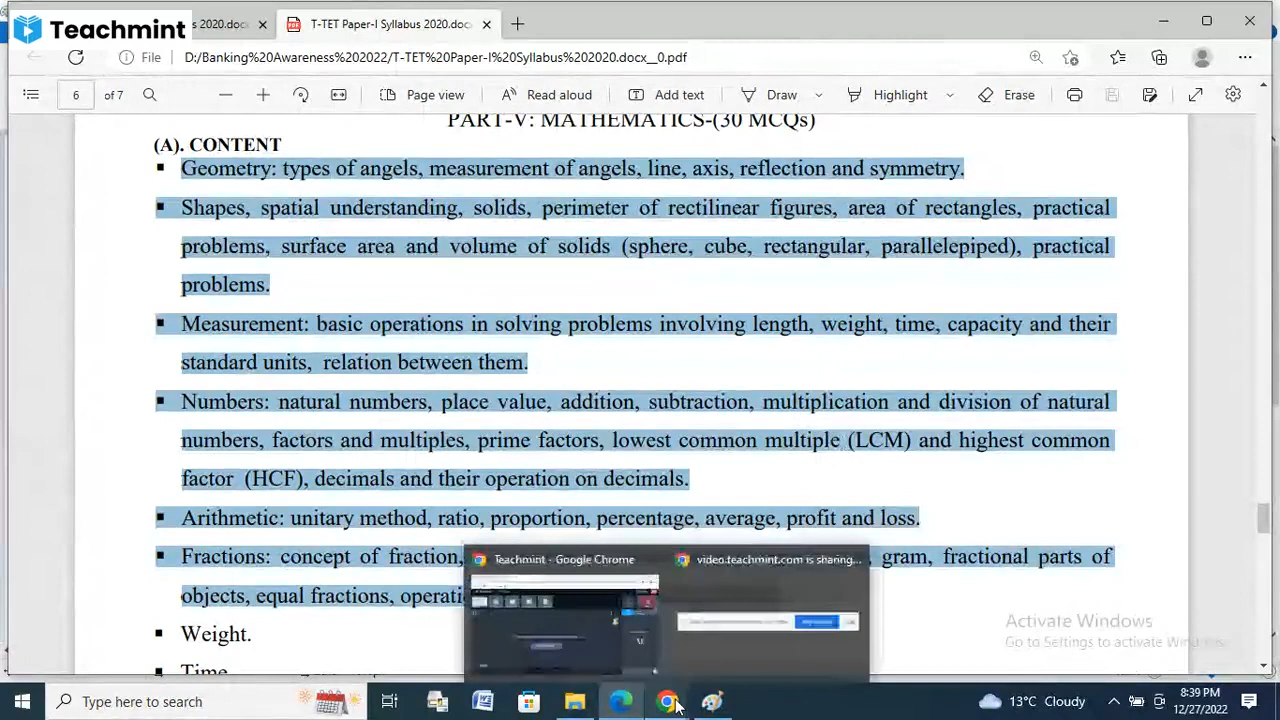 Teachmint
s 2020.docx
T-TET Paper-I Syllabus 2020.docx
File
D:/Banking%20Awareness%202022/T-TET%20Paper-I%20Syllabus%202020.docx__0.pdf
6 of 7
Page view
Read aloud
Add text
Draw
Highlight
Erase
PART-V: MATHEMATICS-(30 MCQs)
(A). CONTENT
▪ Geometry: types of angels, measurement of angels, line, axis, reflection and symmetry.
▪ Shapes, spatial understanding, solids, perimeter of rectilinear figures, area of rectangles, practical
problems, surface area and volume of solids (sphere, cube, rectangular, parallelepiped), practical
problems.
▪ Measurement: basic operations in solving problems involving length, weight, time, capacity and their
standard units, relation between them.
▪ Numbers: natural numbers, place value, addition, subtraction, multiplication and division of natural
numbers, factors and multiples, prime factors, lowest common multiple (LCM) and highest common
factor (HCF), decimals and their operation on decimals.
▪ Arithmetic: unitary method, ratio, proportion, percentage, average, profit and loss.
▪ Fractions: concept of fraction, gram, fractional parts of
objects, equal fractions, operati
▪ Weight.
▪ Time
Teachmint - Google Chrome
video.teachmint.com is sharing...
Activate Windows
Go to Settings to activate Windows.
Type here to search
13°C Cloudy
8:39 PM
12/27/2022